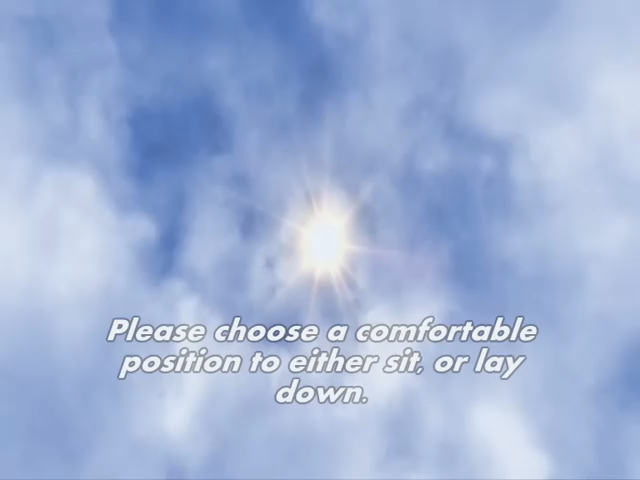 Please choose a comfortable
position to either sit, or lay
down.